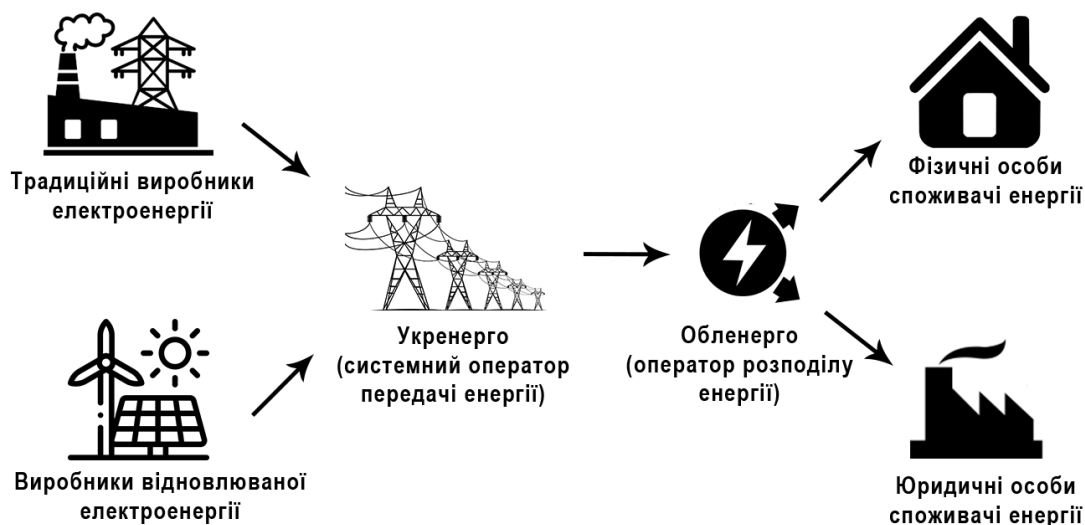 Традиційні виробники
електроенергії
Виробники відновлюваної
електроенергії
Укренерго
(системний оператор
передачі енергії)
Обленерго
(оператор розподілу
енергії)
Фізичні особи
споживачі енергії
Юридичні особи
споживачі енергії